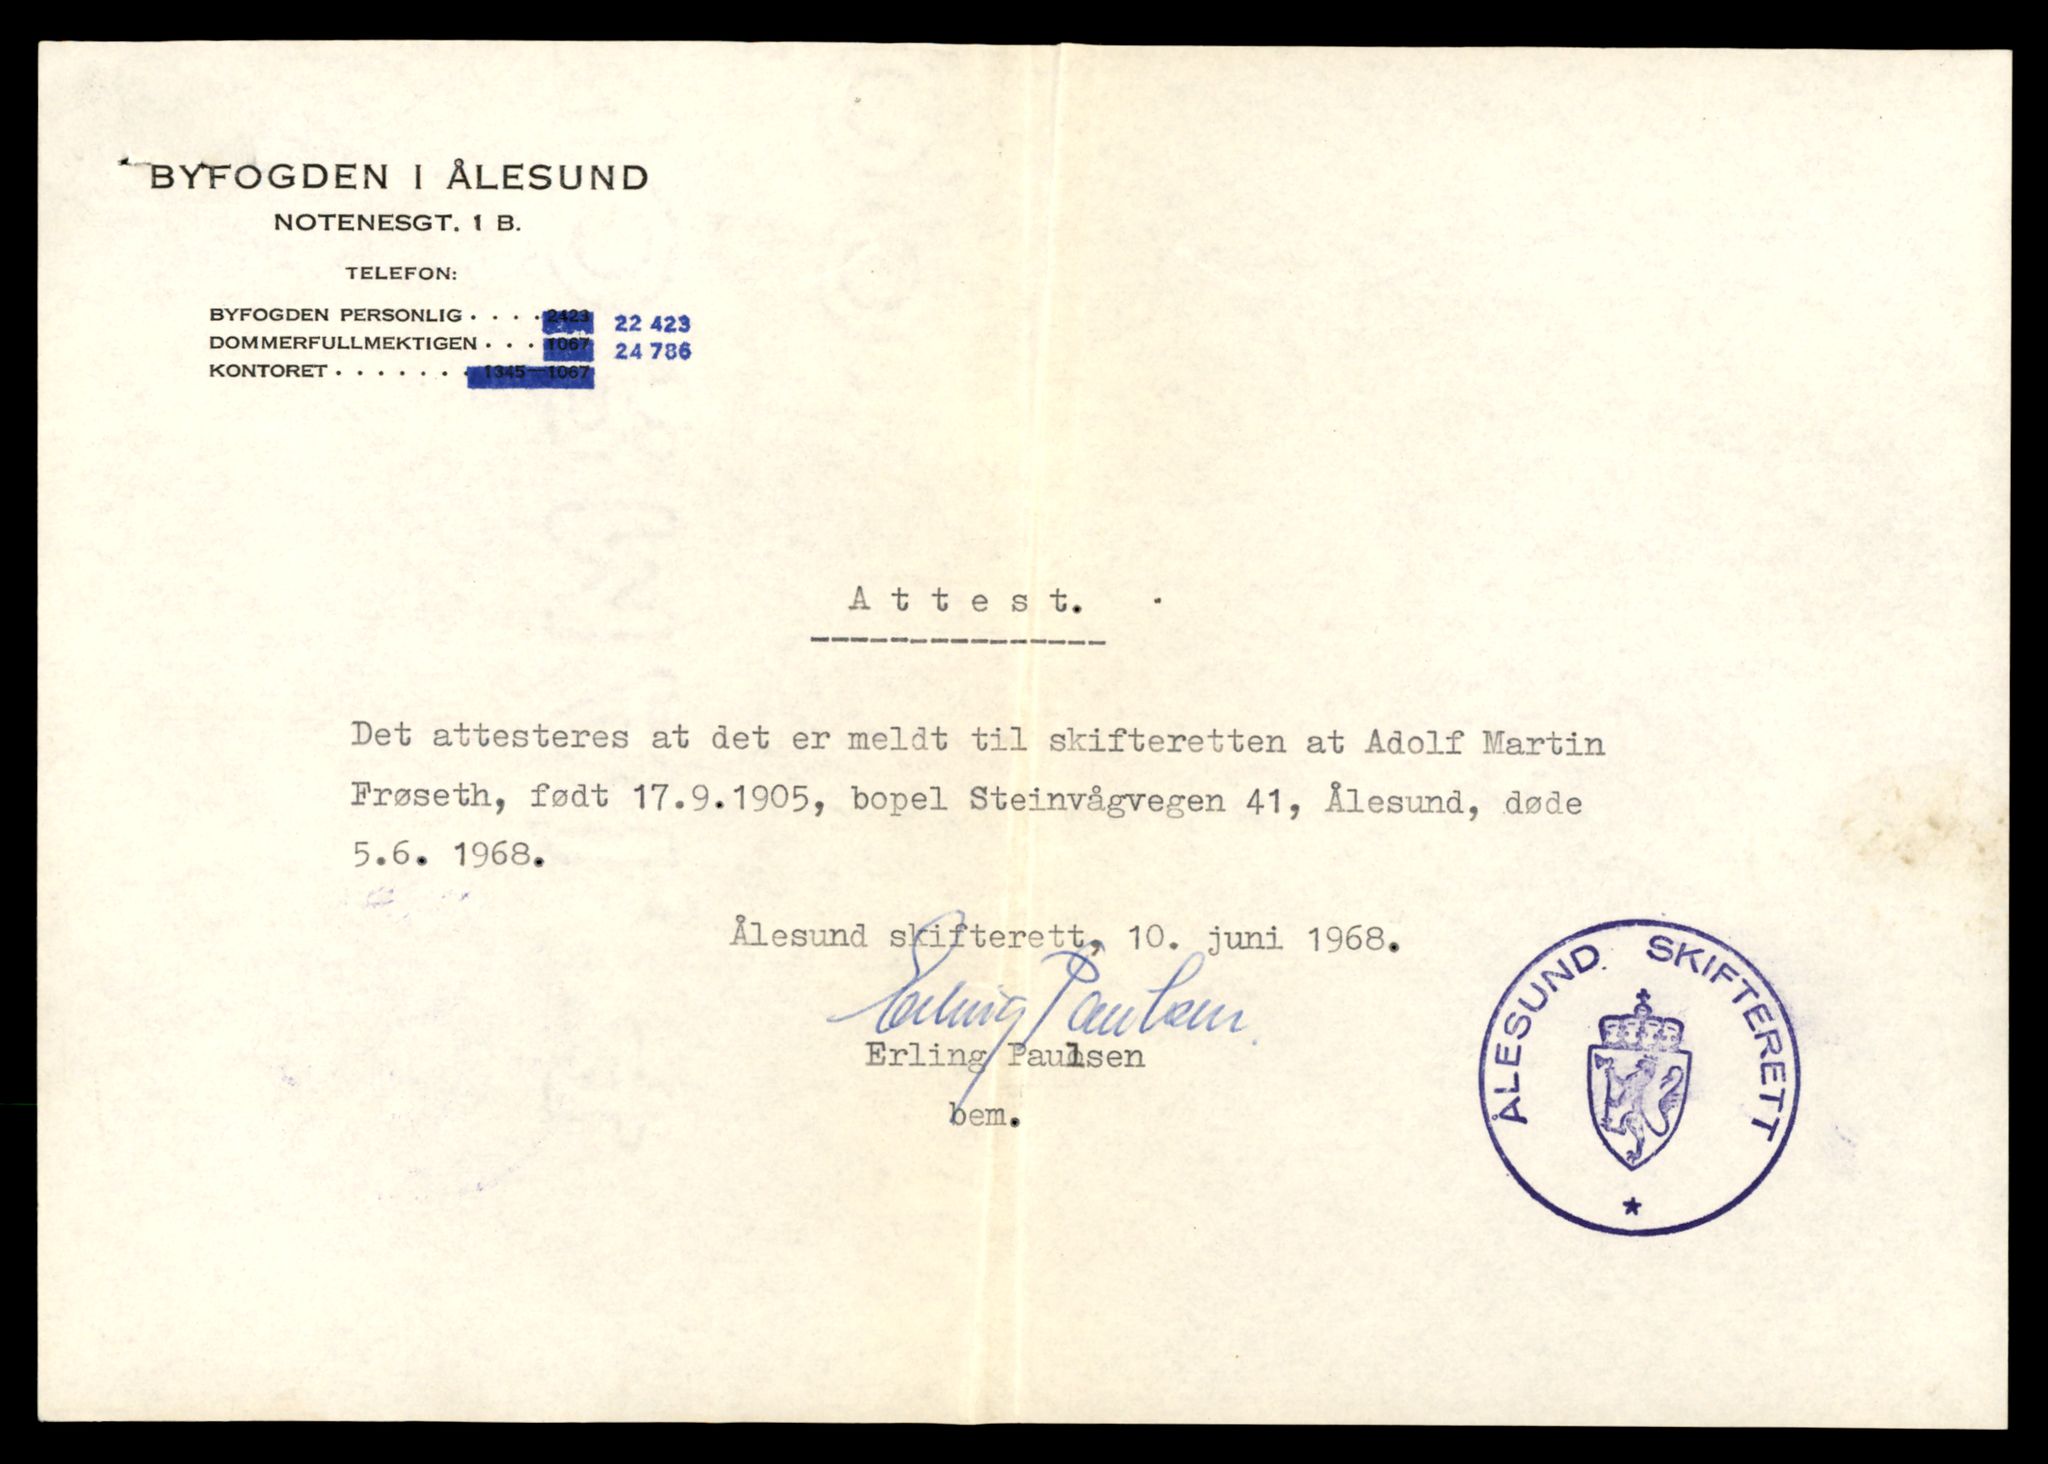 BYFOGDEN I ÅLESUND
NOTENESGT. 1 B.
TELEFON:
BYFOGDEN PERSONLIG . . . . 2423 22 423
DOMMERFULLMEKTIGEN . . . 1067 24 786
KONTORET . . . . . . . 1345—1067
Attest.
Det attesteres at det er meldt til skifteretten at Adolf Martin
Frøseth, født 17.9.1905, bopel Steinvågvegen 41, Ålesund, døde
5.6. 1968.
Ålesund skifterett, 10. juni 1968.
Erling Paulsen
Erling Paulsen
bem.
ÅLESUND SKIFTERETT